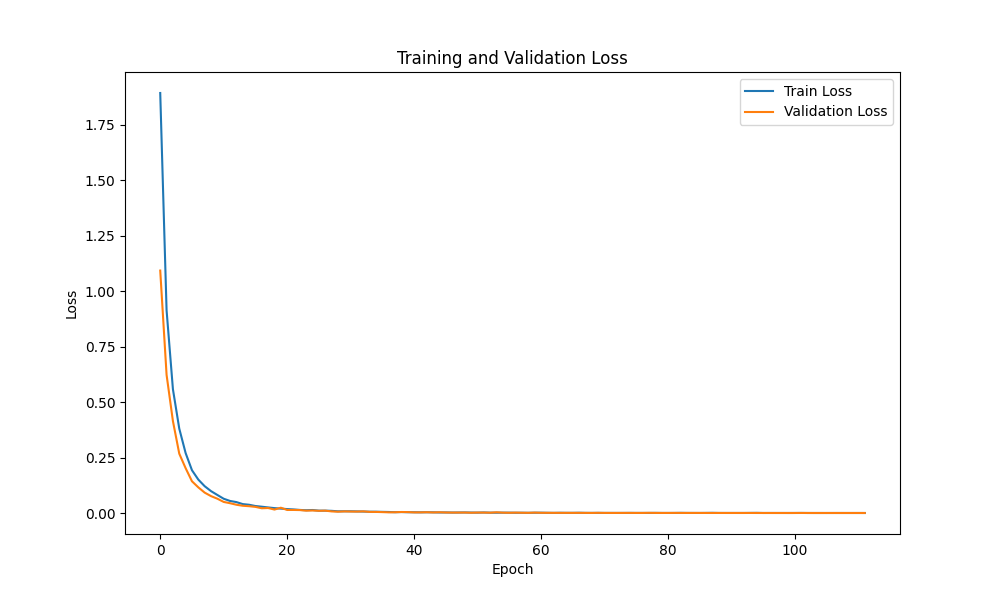 Training and Validation Loss
Train Loss
Validation Loss
1.75
1.50
1.25
1.00
0.75
0.50
0.25
0.00
Loss
0 20 40 60 80 100
Epoch